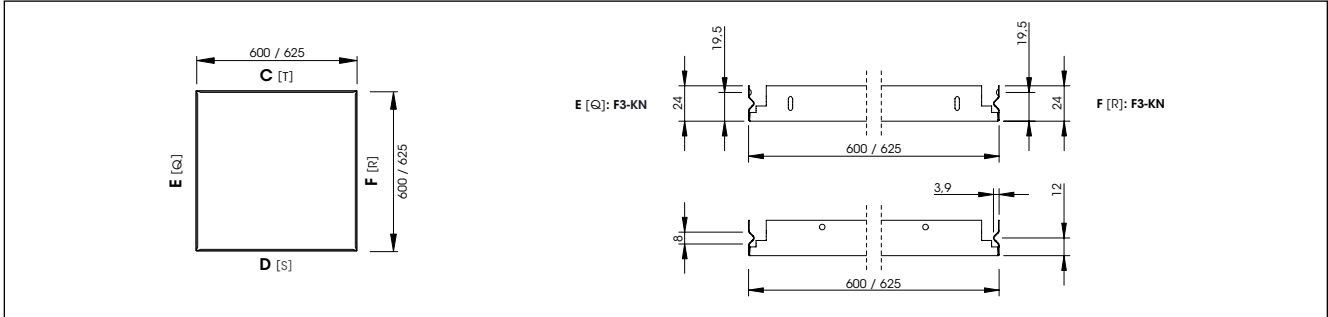 600 / 625
C [T]
E [Q]
F [R]
600 / 625
D [S]
19,5
19,5
E [Q]: F3-KN
24
24
F [R]: F3-KN
600 / 625
3,9
12
8
600 / 625